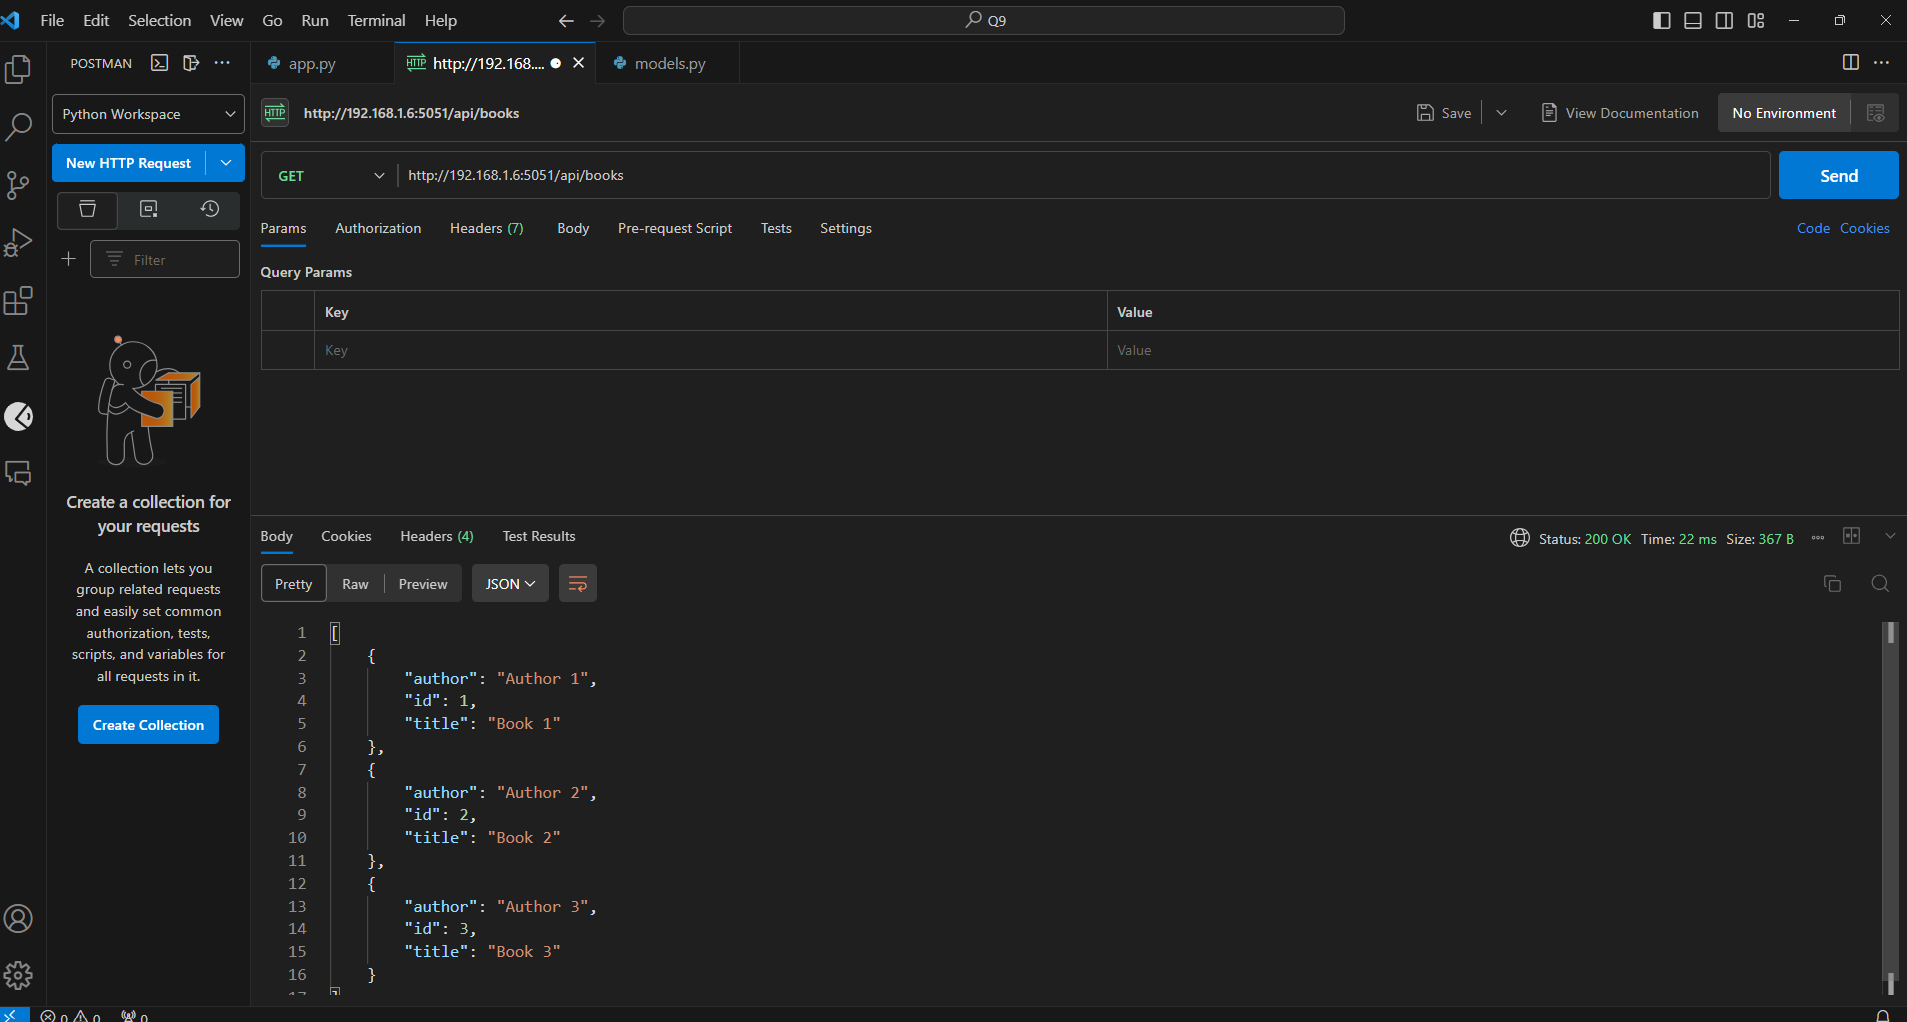 File Edit Selection View Go Run Terminal Help
Q9
POSTMAN
app.py
HTTP http://192.168....
models.py
Python Workspace
HTTP http://192.168.1.6:5051/api/books
Save
View Documentation
No Environment
New HTTP Request
GET
http://192.168.1.6:5051/api/books
Send
Params Authorization Headers (7) Body Pre-request Script Tests Settings
Code Cookies
Filter
Query Params
Key Value
Key Value
Create a collection for
your requests
A collection lets you
group related requests
and easily set common
authorization, tests,
scripts, and variables for
all requests in it.
Create Collection
Body Cookies Headers (4) Test Results
Status: 200 OK Time: 22 ms Size: 367 B
Pretty Raw Preview JSON
1 [
2 {
3 "author": "Author 1",
4 "id": 1,
5 "title": "Book 1"
6 },
7 {
8 "author": "Author 2",
9 "id": 2,
10 "title": "Book 2"
11 },
12 {
13 "author": "Author 3",
14 "id": 3,
15 "title": "Book 3"
16 }
17 ]
0 0 0